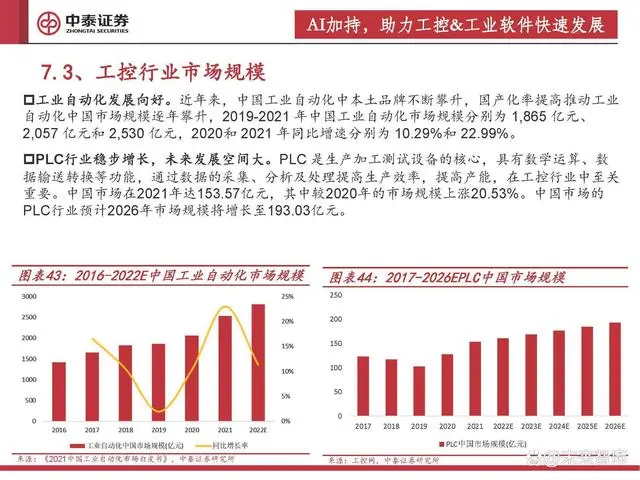 中泰证券
ZHONGTAI SECURITIES
AI加持，助力工控&工业软件快速发展
7.3、工控行业市场规模
工业自动化发展向好。近年来，中国工业自动化中本土品牌不断攀升，国产化率提高推动工业
自动化中国市场规模逐年攀升，2019-2021 年中国工业自动化市场规模分别为 1,865 亿元、
2,057 亿元和 2,530 亿元，2020和 2021 年同比增速分别为 10.29%和 22.99%。
PLC行业稳步增长，未来发展空间大。PLC 是生产加工测试设备的核心，具有数学运算、数
据输送转换等功能，通过数据的采集、分析及处理提高生产效率，提高产能，在工控行业中至关
重要。中国市场在2021年达153.57亿元，其中较2020年的市场规模上涨20.53%。中国市场的
PLC行业预计2026年市场规模将增长至193.03亿元。
图表43：2016-2022E中国工业自动化市场规模
3000
2500
2000
1500
1000
500
0
25%
20%
15%
10%
5%
0%
2016 2017 2018 2019 2020 2021 2022E
工业自动化中国市场规模(亿元) 同比增长率
来源：《2021中国工业自动化市场白皮书》，中泰证券研究所
图表44：2017-2026EPLC中国市场规模
250
200
150
100
50
0
2017 2018 2019 2020 2021 2022E 2023E 2024E 2025E 2026E
PLC中国市场规模(亿元)
来源：工控网，中泰证券研究所
@未来智库